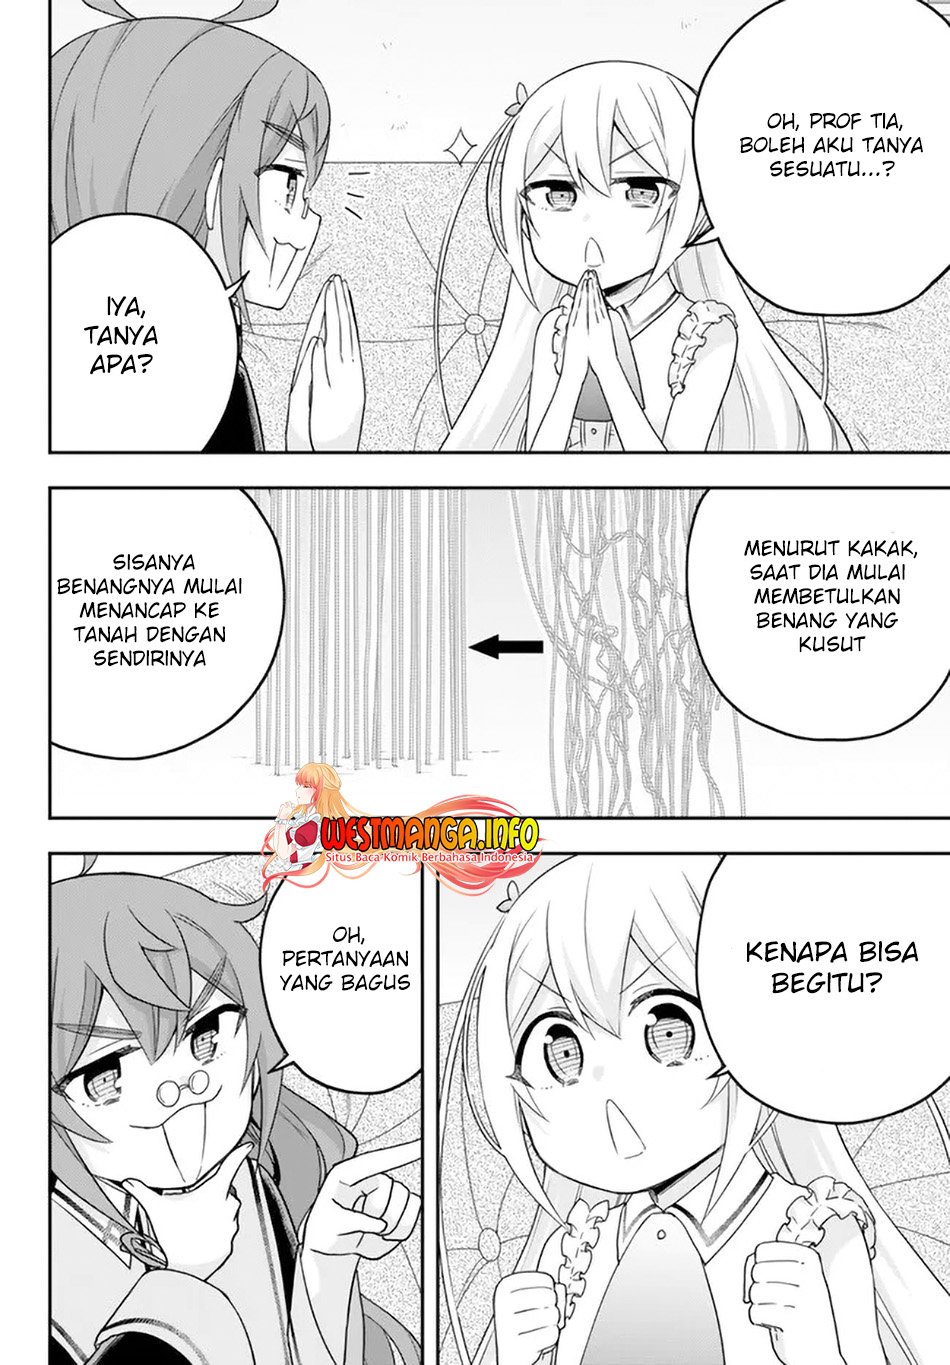 OH, PROF TIA,
BOLEH AKU TANYA
SESUATU...?
IYA,
TANYA
APA?
MENURUT KAKAK,
SAAT DIA MULAI
MEMBETULKAN
BENANG YANG
KUSUT
SISANYA
BENANGNYA MULAI
MENANCAP KE
TANAH DENGAN
SENDIRINYA
WESTMANGA.INFO
Situs Baca Komik Berbahasa Indonesia
KENAPA BISA
BEGITU?
OH,
PERTANYAAN
YANG BAGUS